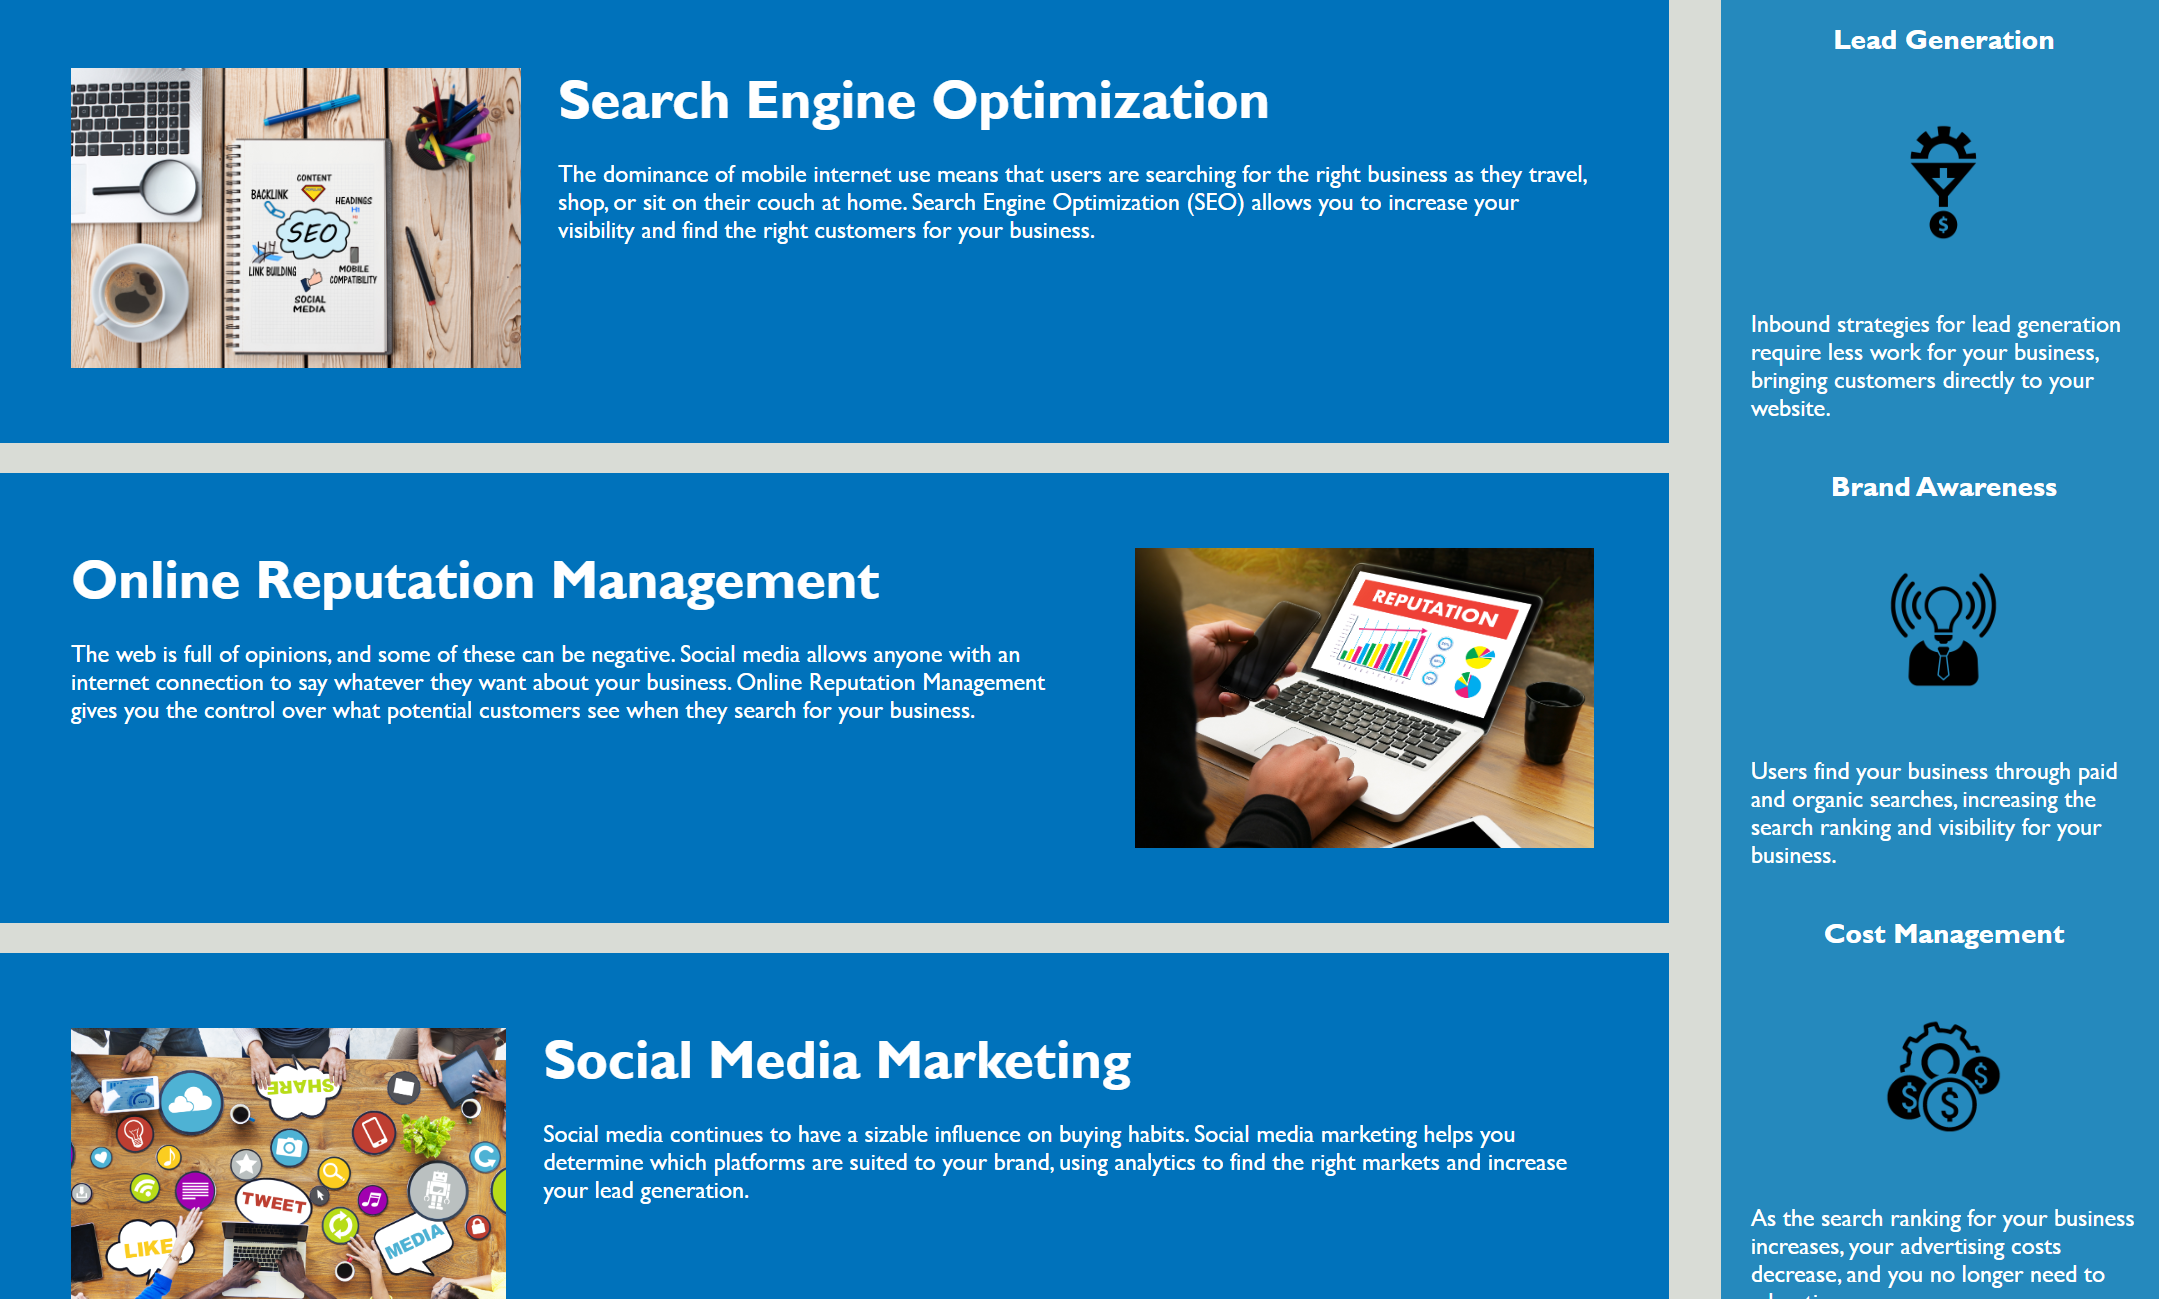 Search Engine Optimization
The dominance of mobile internet use means that users are searching for the right business as they travel,
shop, or sit on their couch at home. Search Engine Optimization (SEO) allows you to increase your
visibility and find the right customers for your business.
CONTENT
BACKLINK
HEADINGS
SEO
LINK BUILDING
MOBILE
COMPATIBILITY
SOCIAL
MEDIA
Online Reputation Management
The web is full of opinions, and some of these can be negative. Social media allows anyone with an
internet connection to say whatever they want about your business. Online Reputation Management
gives you the control over what potential customers see when they search for your business.
REPUTATION
Social Media Marketing
Social media continues to have a sizable influence on buying habits. Social media marketing helps you
determine which platforms are suited to your brand, using analytics to find the right markets and increase
your lead generation.
SHARE
TWEET
LIKE
MEDIA
Lead Generation
$
Inbound strategies for lead generation
require less work for your business,
bringing customers directly to your
website.
Brand Awareness
Users find your business through paid
and organic searches, increasing the
search ranking and visibility for your
business.
Cost Management
$ $ $
As the search ranking for your business
increases, your advertising costs
decrease, and you no longer need to